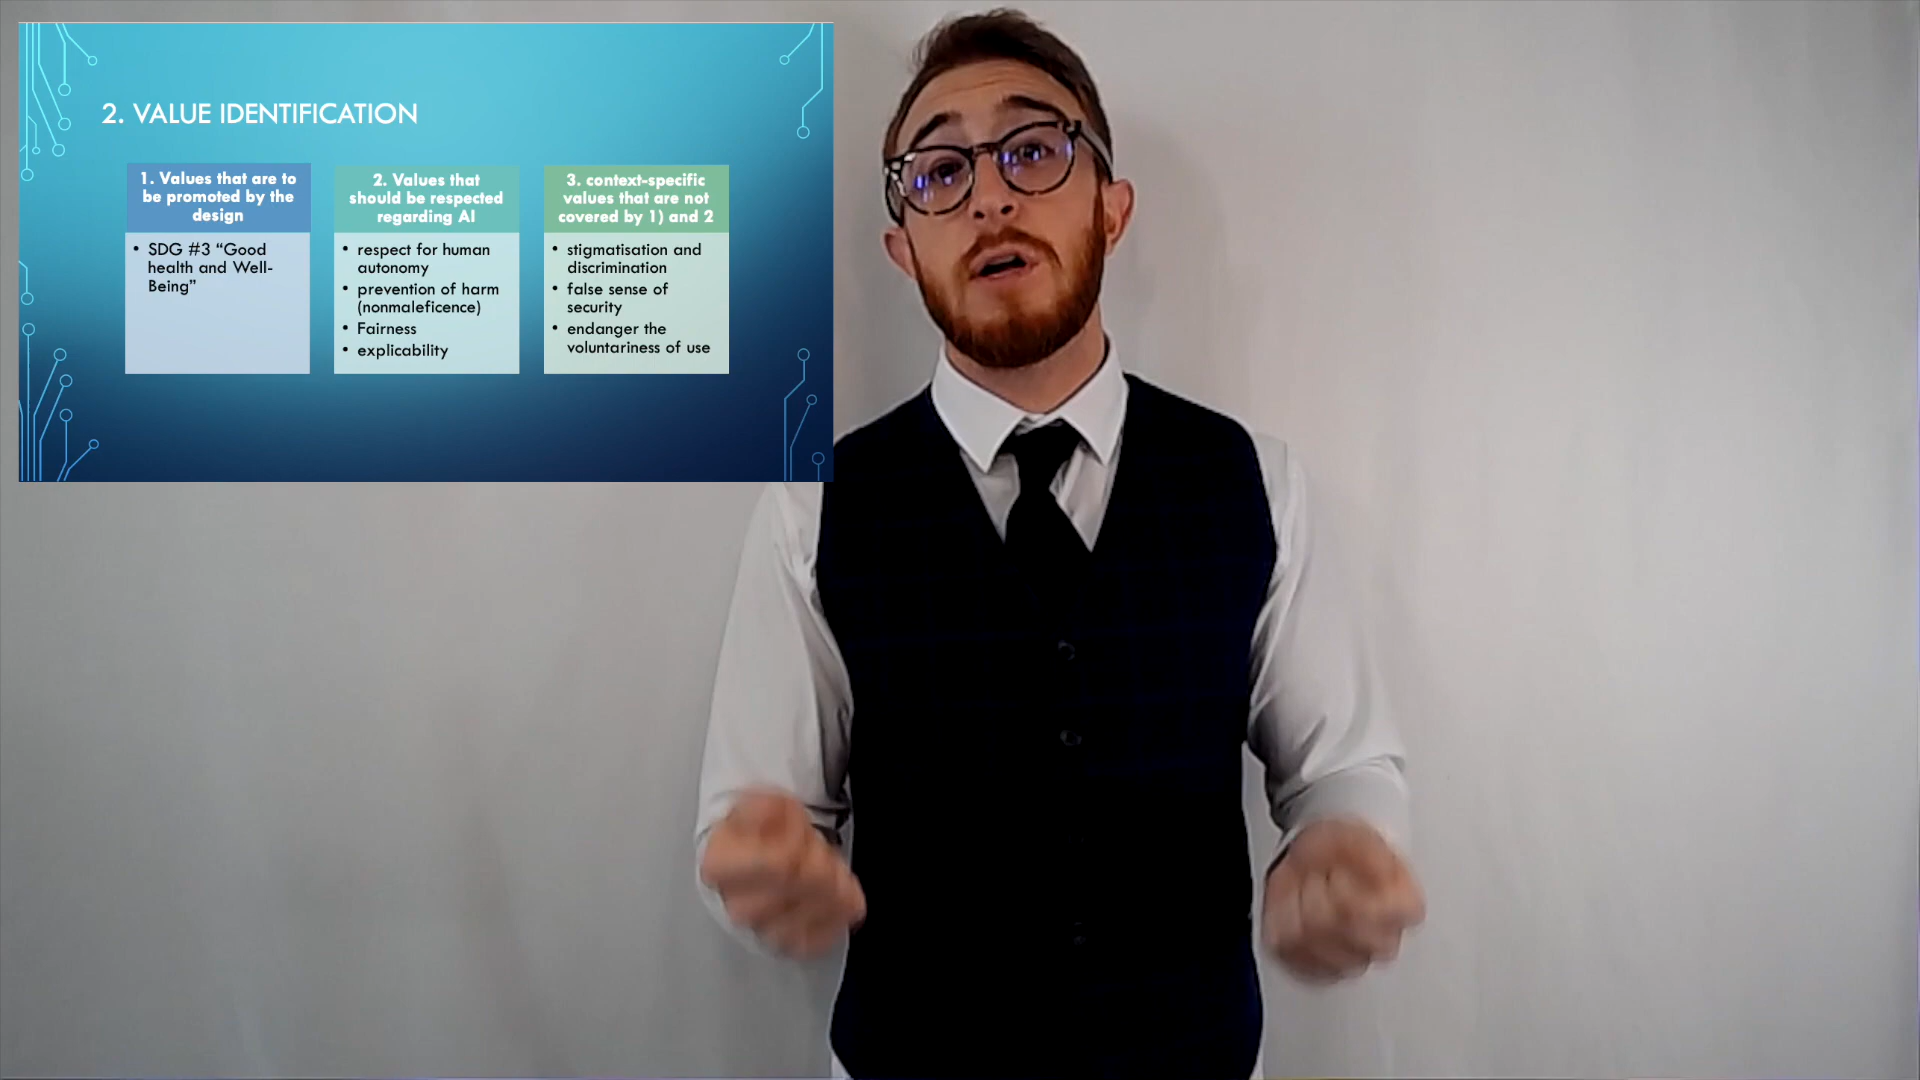 2. VALUE IDENTIFICATION
1. Values that are to
be promoted by the
design
• SDG #3 “Good
health and Well-
Being”
2. Values that
should be respected
regarding AI
• respect for human
autonomy
• prevention of harm
(nonmaleficence)
• Fairness
• explicability
3. context-specific
values that are not
covered by 1) and 2
• stigmatisation and
discrimination
• false sense of
security
• endanger the
voluntariness of use